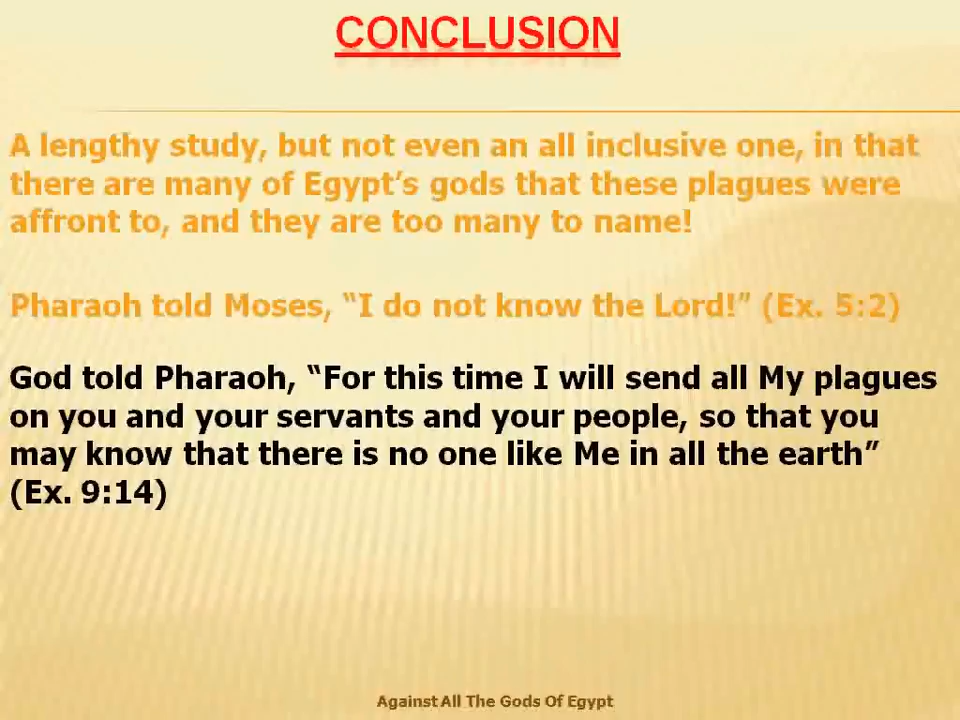 CONCLUSION
A lengthy study, but not even an all inclusive one, in that
there are many of Egypt’s gods that these plagues were
affront to, and they are too many to name!
Pharaoh told Moses, “I do not know the Lord!” (Ex. 5:2)
God told Pharaoh, “For this time I will send all My plagues
on you and your servants and your people, so that you
may know that there is no one like Me in all the earth”
(Ex. 9:14)
Against All The Gods Of Egypt